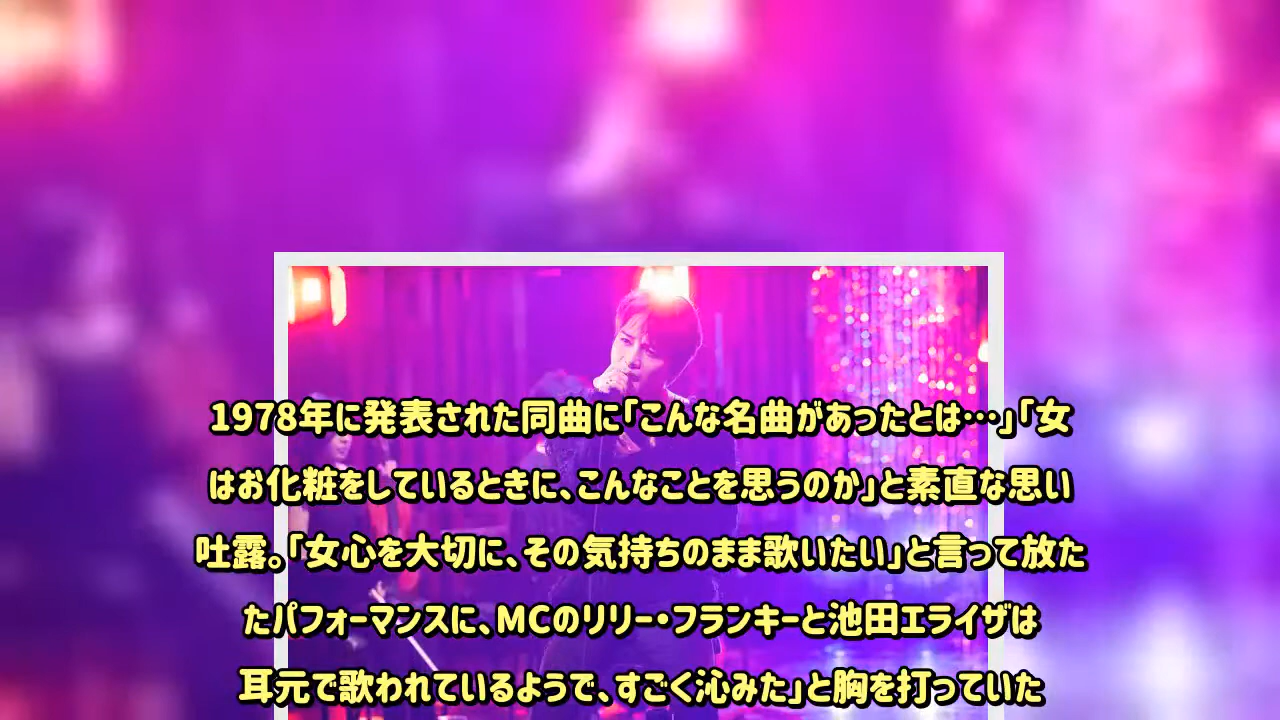 1978年に発表された同曲に「こんな名曲があったとは…」「女
はお化粧をしているときに、こんなことを思うのか」と素直な思い
吐露。「女心を大切に、その気持ちのまま歌いたい」と言って放た
たパフォーマンスに、MCのリリー・フランキーと池田エライザは
耳元で歌われているようで、すごく沁みた」と胸を打っていた